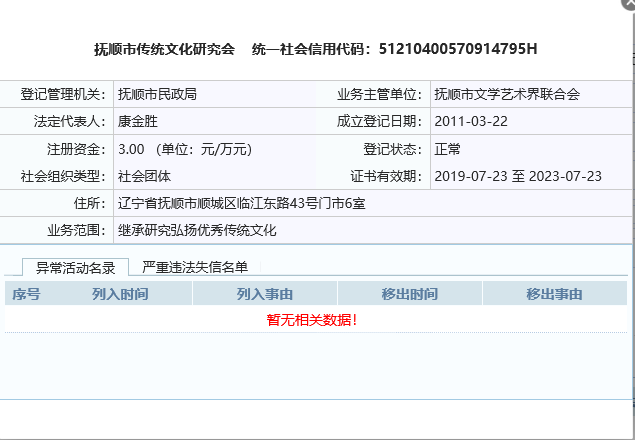 抚顺市传统文化研究会 统一社会信用代码：51210400570914795H
登记管理机关： 抚顺市民政局 业务主管单位： 抚顺市文学艺术界联合会
法定代表人： 康金胜 成立登记日期： 2011-03-22
注册资金： 3.00 （单位：元/万元） 登记状态： 正常
社会组织类型： 社会团体 证书有效期： 2019-07-23 至 2023-07-23
住所： 辽宁省抚顺市顺城区临江东路43号门市6室
业务范围： 继承研究弘扬优秀传统文化
异常活动名录 严重违法失信名单
序号 列入时间 列入事由 移出时间 移出事由
暂无相关数据!